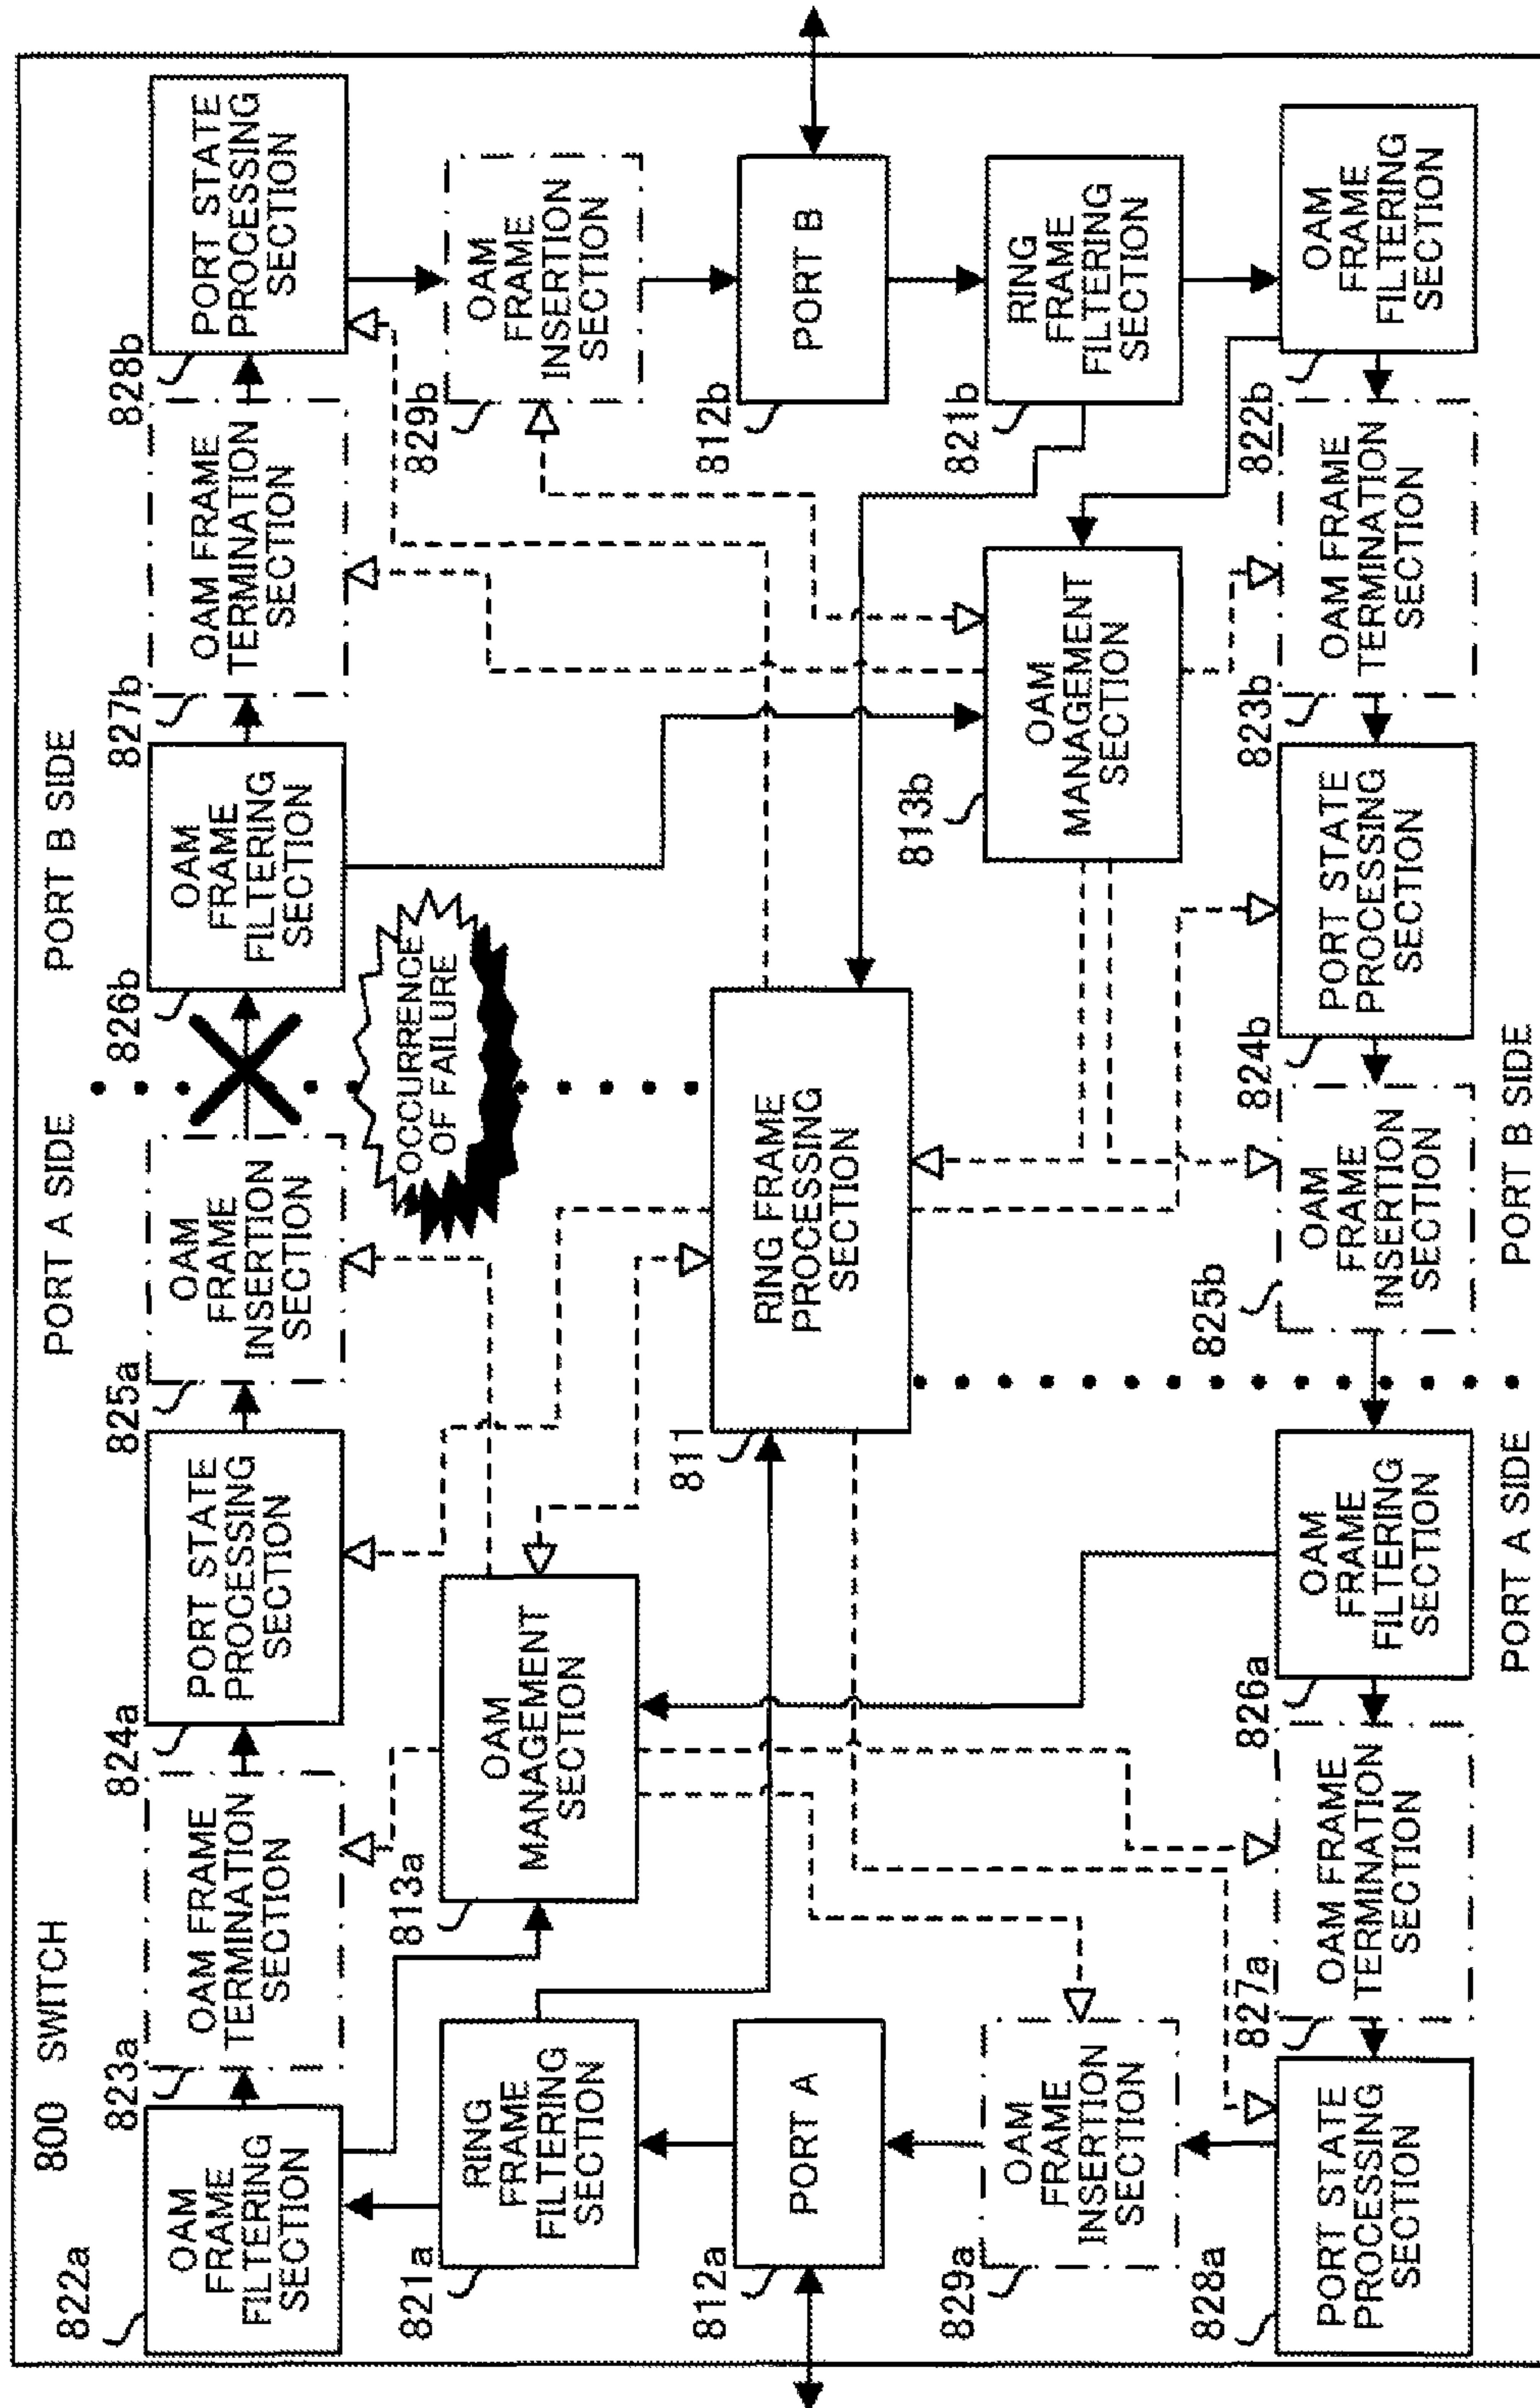 800 SWITCH
PORT A SIDE
PORT B SIDE
822a
OAM
FRAME
FILTERING
SECTION
823a
OAM FRAME
TERMINATION
SECTION
824a
PORT STATE
PROCESSING
SECTION
825a
OAM
FRAME
INSERTION
SECTION
826b
OAM
FRAME
FILTERING
SECTION
827b
OAM FRAME
TERMINATION
SECTION
828b
PORT STATE
PROCESSING
SECTION
OCCURRENCE
OF FAILURE
821a
RING
FRAME
FILTERING
SECTION
813a
OAM
MANAGEMENT
SECTION
829b
OAM
FRAME
INSERTION
SECTION
812a
PORT A
811
RING FRAME
PROCESSING
SECTION
812b
PORT B
829a
OAM
FRAME
INSERTION
SECTION
813b
OAM
MANAGEMENT
SECTION
821b
RING
FRAME
FILTERING
SECTION
828a
PORT STATE
PROCESSING
SECTION
827a
OAM FRAME
TERMINATION
SECTION
826a
OAM
FRAME
FILTERING
SECTION
825b
OAM
FRAME
INSERTION
SECTION
824b
PORT STATE
PROCESSING
SECTION
823b
OAM FRAME
TERMINATION
SECTION
822b
OAM
FRAME
FILTERING
SECTION
PORT A SIDE
PORT B SIDE